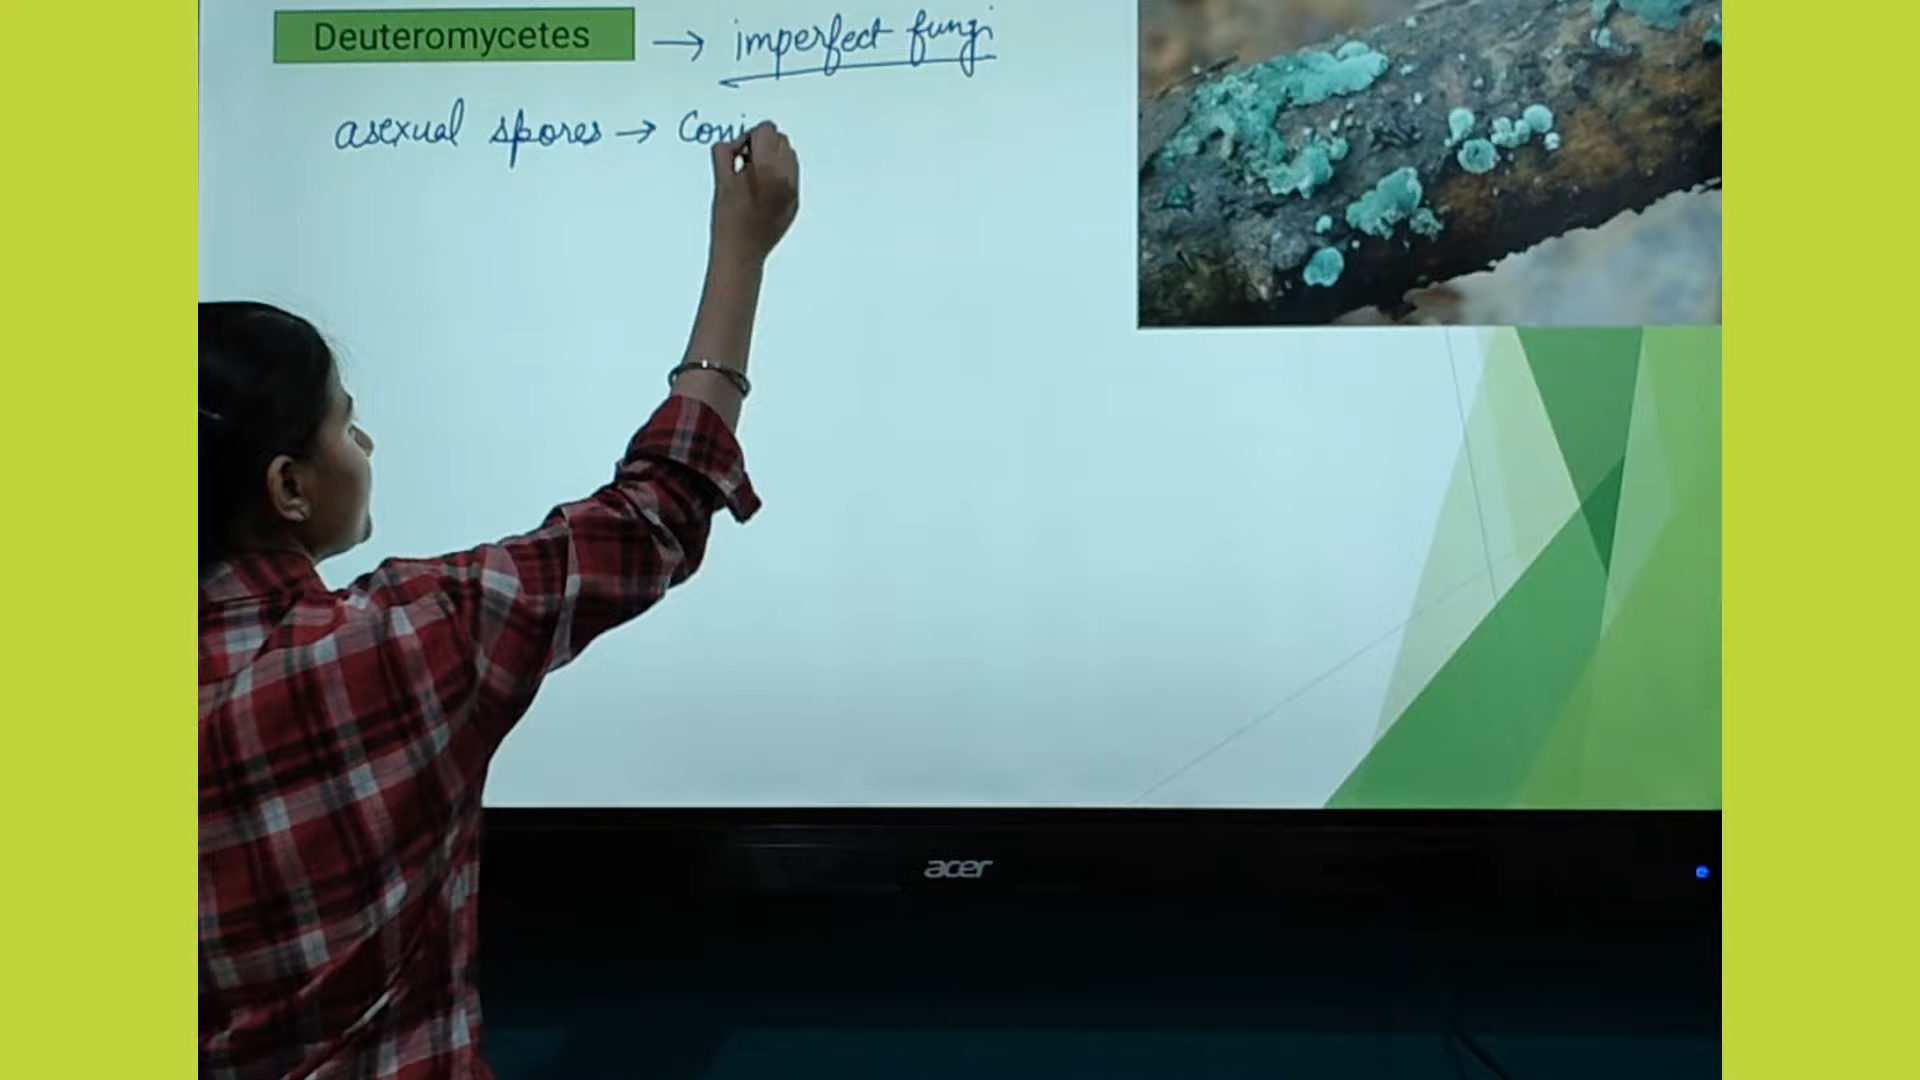 Deuteromycetes → imperfect fungi
asexual spores → Coni
acer